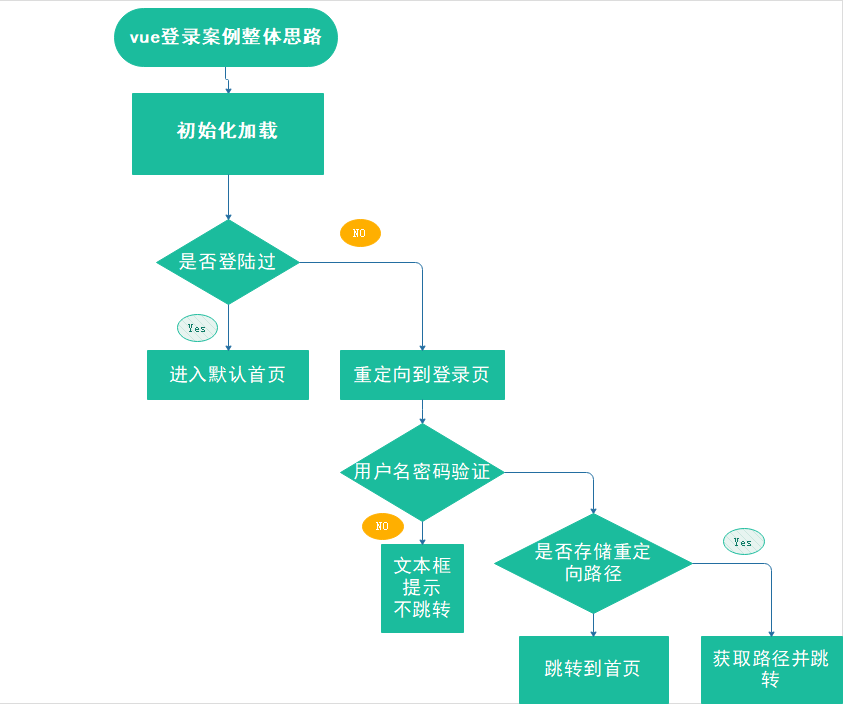 vue登录案例整体思路
初始化加载
NO
是否登陆过
Yes
进入默认首页
重定向到登录页
用户名密码验证
NO
文本框
提示
不跳转
是否存储重定
向路径
Yes
跳转到首页
获取路径并跳
转